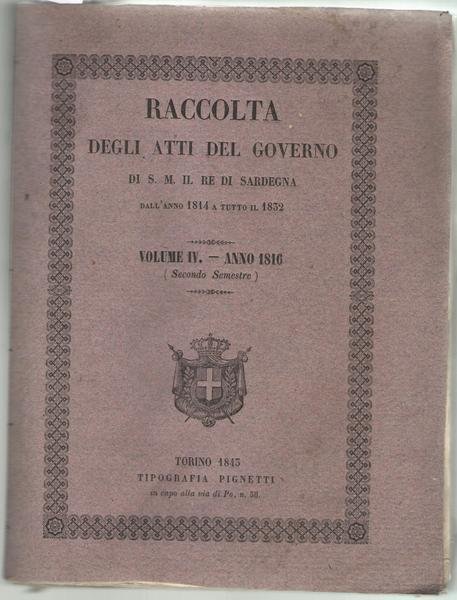 RACCOLTA
DEGLI ATTI DEL GOVERNO
DI S. M. IL RE DI SARDEGNA
DALL'ANNO 1814 A TUTTO IL 1832
VOLUME IV. — ANNO 1816
( Secondo Semestre )
TORINO 1843
TIPOGRAFIA PIGNETTI
in capo alla via di Po, n. 58.